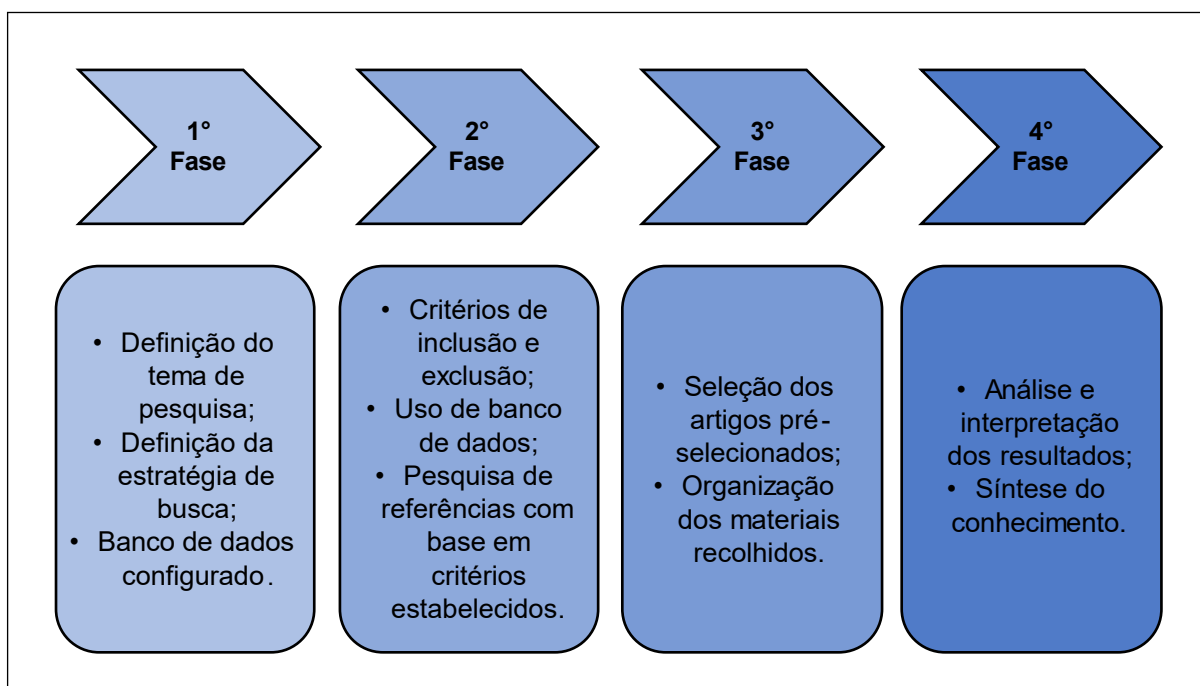 1°
Fase
2°
Fase
3°
Fase
4°
Fase
• Definição do
tema de
pesquisa;
• Definição da
estratégia de
busca;
• Banco de dados
configurado.
• Critérios de
inclusão e
exclusão;
• Uso de banco
de dados;
• Pesquisa de
referências com
base em
critérios
estabelecidos.
• Seleção dos
artigos pré-
selecionados;
• Organização
dos materiais
recolhidos.
• Análise e
interpretação
dos resultados;
• Síntese do
conhecimento.